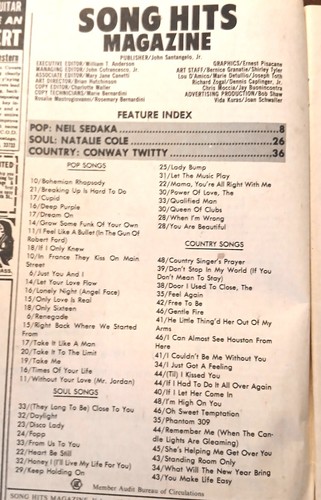 SONG HITS
MAGAZINE
PUBLISHER/John Santangelo, Jr.
EXECUTIVE EDITOR/William T. Anderson
MANAGING EDITOR/John Cofrancesco, Jr.
ASSOCIATE EDITOR/Mary Jane Canetti
ART DIRECTOR/Brian Hutchinson
COPY EDITOR/Charlotte Waller
COPY TECHNICIANS/Marie Bernardini
Rosalie Mastrogiovanni/Rosemary Bernardini
GRAPHICS/Ernest Pisacane
ART STAFF/Bernice Granatie/Shirley Tyler
Lou D'Amico/Marie Detullio/Joseph Toth
Richard Zogal/Dennis Caplinger, Jr.
Chris Moccia/Jay Buonincontra
ADVERTISING PRODUCTION/Bob Shaw
Vida Kuras/Joan Schwaller
FEATURE INDEX
POP: NEIL SEDAKA 8
SOUL: NATALIE COLE 26
COUNTRY: CONWAY TWITTY 36
POP SONGS
10/Bohemian Rhapsody
21/Breaking Up Is Hard To Do
17/Cupid
16/Deep Purple
17/Dream On
14/Grow Some Funk Of Your Own
11/I Feel Like A Bullet (In The Gun Of
Robert Ford)
18/If I Only Knew
10/In France They Kiss On Main
Street
6/Just You And I
14/Let Your Love Flow
16/Lonely Night (Angel Face)
15/Only Love Is Real
18/Only Sixteen
6/Renegade
15/Right Back Where We Started
From
17/Take It Like A Man
20/Take It To The Limit
19/Take Me
16/Times Of Your Life
11/Without Your Love (Mr. Jordan)
SOUL SONGS
33/(They Long To Be) Close To You
32/Daylight
23/Disco Lady
24/Fopp
33/From Us To You
22/Heart Be Still
32/Honey I (I'll Live My Life For You)
29/Keep Holding On
25/Lady Bump
31/Let The Music Play
22/Mama, You're All Right With Me
30/Power Of Love, The
33/Qualified Man
30/Queen Of Clubs
28/When I'm Wrong
28/You Are Beautiful
COUNTRY SONGS
48/Country Singer's Prayer
39/Don't Stop In My World (If You
Don't Mean To Stay)
38/Door I Used To Close, The
35/Feel Again
42/Free To Be
46/Gentle Fire
41/He Little Thing'd Her Out Of My
Arms
46/I Can Almost See Houston From
Here
41/I Couldn't Be Me Without You
34/I Just Got A Feeling
44/(Til) I Kissed You
44/If I Had To Do It All Over Again
40/If I Let Her Come In
48/I'm High On You
46/Oh Sweet Temptation
35/Phantom 309
44/Remember Me (When The Can-
dle Lights Are Gleaming)
45/She's Helping Me Get Over You
43/Standing Room Only
34/What Will The New Year Bring
43/You Make Life Easy
Member Audit Bureau of Circulations